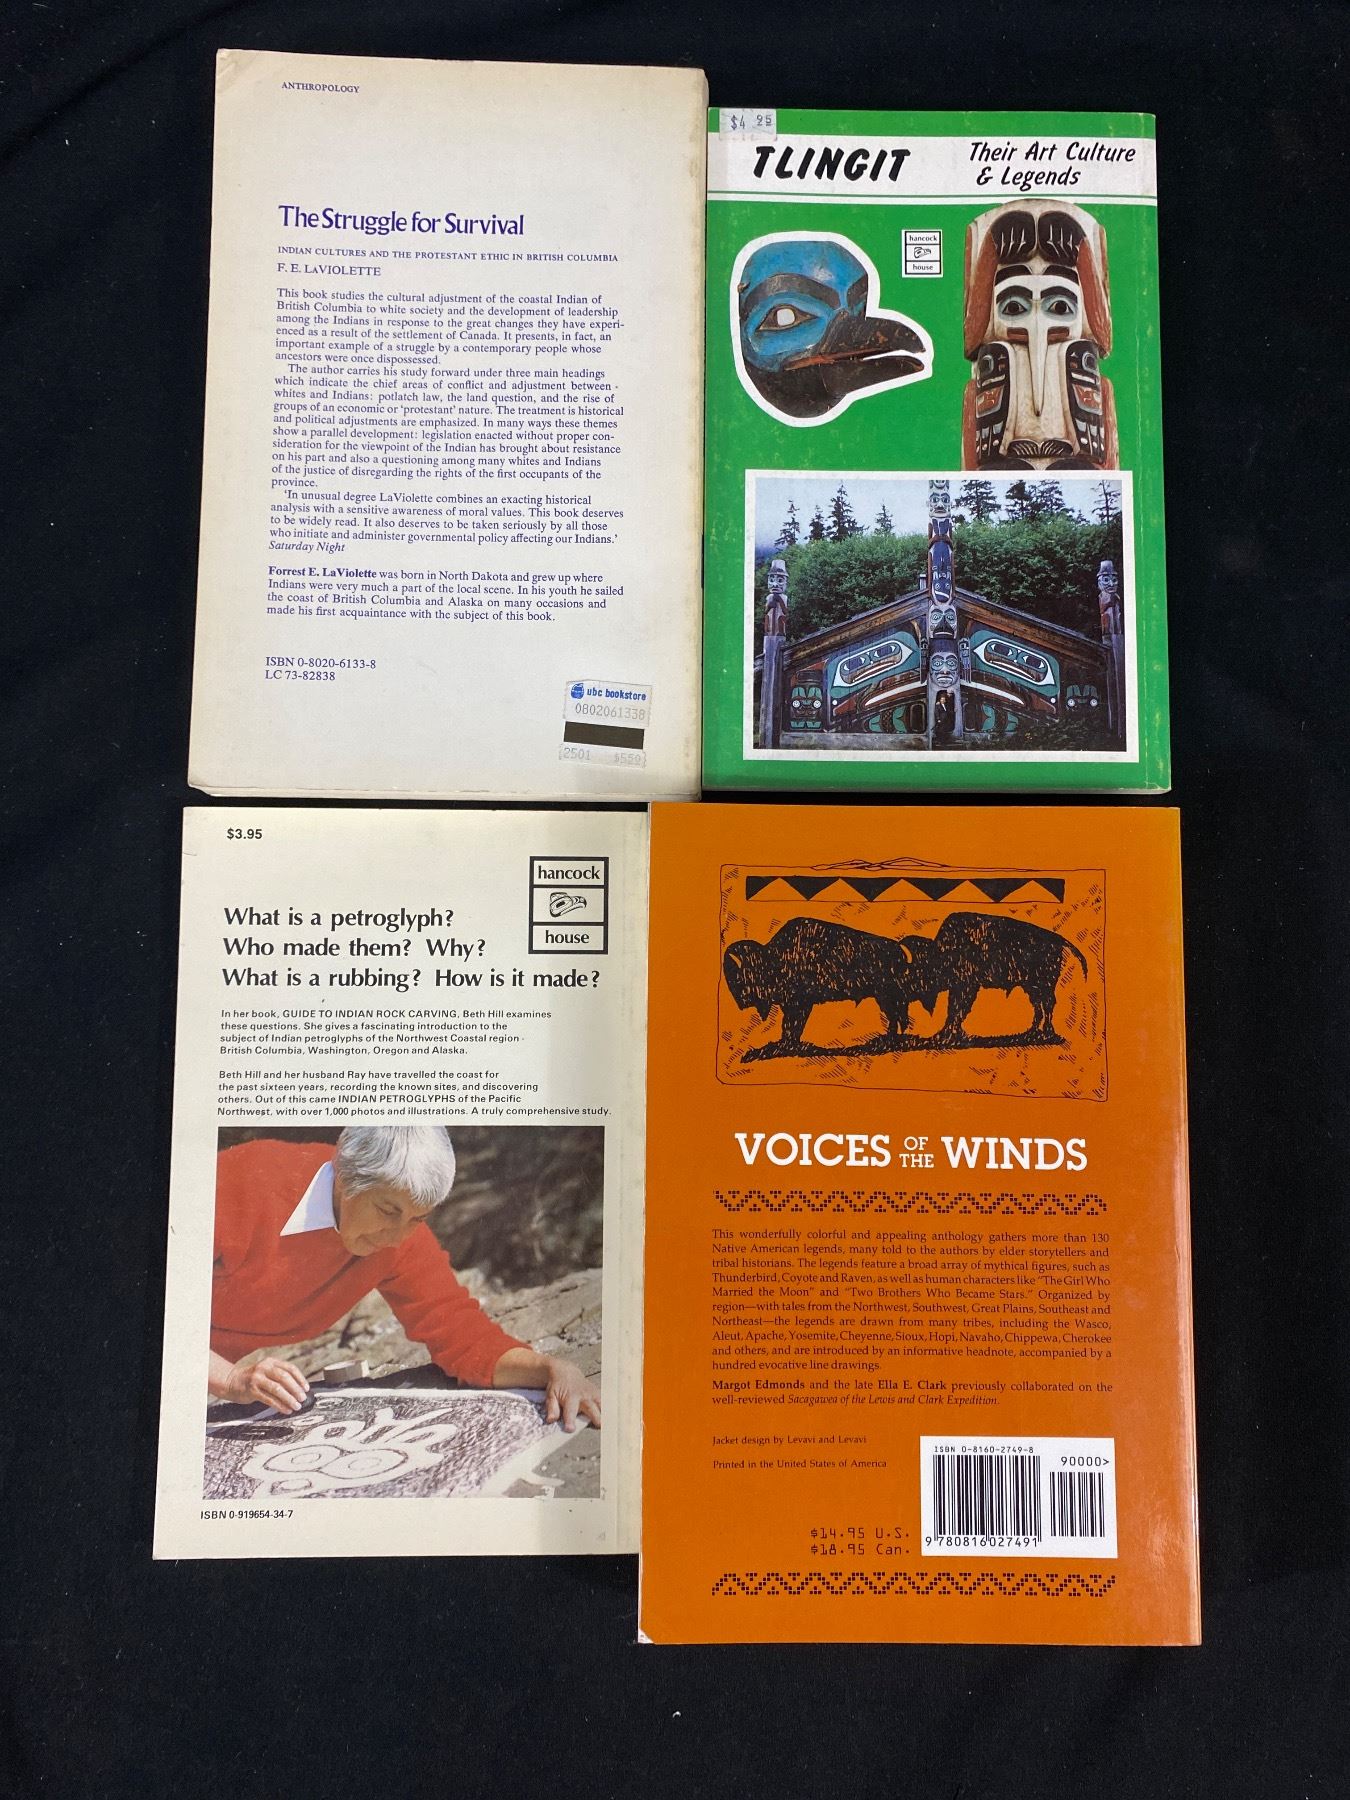 ANTHROPOLOGY
The Struggle for Survival
INDIAN CULTURES AND THE PROTESTANT ETHIC IN BRITISH COLUMBIA
F. E. LAVIOLETTE
This book studies the cultural adjustment of the coastal Indian of
British Columbia to white society and the development of leadership
among the Indians in response to the great changes they have experi-
enced as a result of the settlement of Canada. It presents, in fact, an
important example of a struggle by a contemporary people whose
ancestors were once dispossessed.
The author carries his study forward under three main headings
which indicate the chief areas of conflict and adjustment between
whites and Indians: potlatch law, the land question, and the rise of
groups of an economic or 'protestant' nature. The treatment is historical
and political adjustments are emphasized. In many ways these themes
show a parallel development: legislation enacted without proper con-
sideration for the viewpoint of the Indian has brought about resistance
on his part and also a questioning among many whites and Indians
of the justice of disregarding the rights of the first occupants of the
province.
'In unusual degree LaViolette combines an exacting historical
analysis with a sensitive awareness of moral values. This book deserves
to be widely read. It also deserves to be taken seriously by all those
who initiate and administer governmental policy affecting our Indians.'
Saturday Night
Forrest E. LaViolette was born in North Dakota and grew up where
Indians were very much a part of the local scene. In his youth he sailed
the coast of British Columbia and Alaska on many occasions and
made his first acquaintance with the subject of this book.
ISBN 0-8020-6133-8
LC 73-82838
ubc bookstore
0802061338
2501 $559
$4 95
TLINGIT
Their Art Culture
& Legends
hancock
house
$3.95
hancock
house
What is a petroglyph?
Who made them? Why?
What is a rubbing? How is it made?
In her book, GUIDE TO INDIAN ROCK CARVING, Beth Hill examines
these questions. She gives a fascinating introduction to the
subject of Indian petroglyphs of the Northwest Coastal region -
British Columbia, Washington, Oregon and Alaska.
Beth Hill and her husband Ray have travelled the coast for
the past sixteen years, recording the known sites, and discovering
others. Out of this came INDIAN PETROGLYPHS of the Pacific
Northwest, with over 1,000 photos and illustrations. A truly comprehensive study.
ISBN 0-919654-34-7
VOICES OF THE WINDS
This wonderfully colorful and appealing anthology gathers more than 130
Native American legends, many told to the authors by elder storytellers and
tribal historians. The legends feature a broad array of mythical figures, such as
Thunderbird, Coyote and Raven, as well as human characters like "The Girl Who
Married the Moon" and "Two Brothers Who Became Stars." Organized by
region—with tales from the Northwest, Southwest, Great Plains, Southeast and
Northeast—the legends are drawn from many tribes, including the Wasco,
Aleut, Apache, Yosemite, Cheyenne, Sioux, Hopi, Navaho, Chippewa, Cherokee
and others, and are introduced by an informative headnote, accompanied by a
hundred evocative line drawings.
Margot Edmonds and the late Ella E. Clark previously collaborated on the
well-reviewed Sacagawea of the Lewis and Clark Expedition.
Jacket design by Levavi and Levavi
Printed in the United States of America
ISBN 0-8160-2749-8
90000>
9 780816 027491
$14.95 U.S.
$18.95 Can.